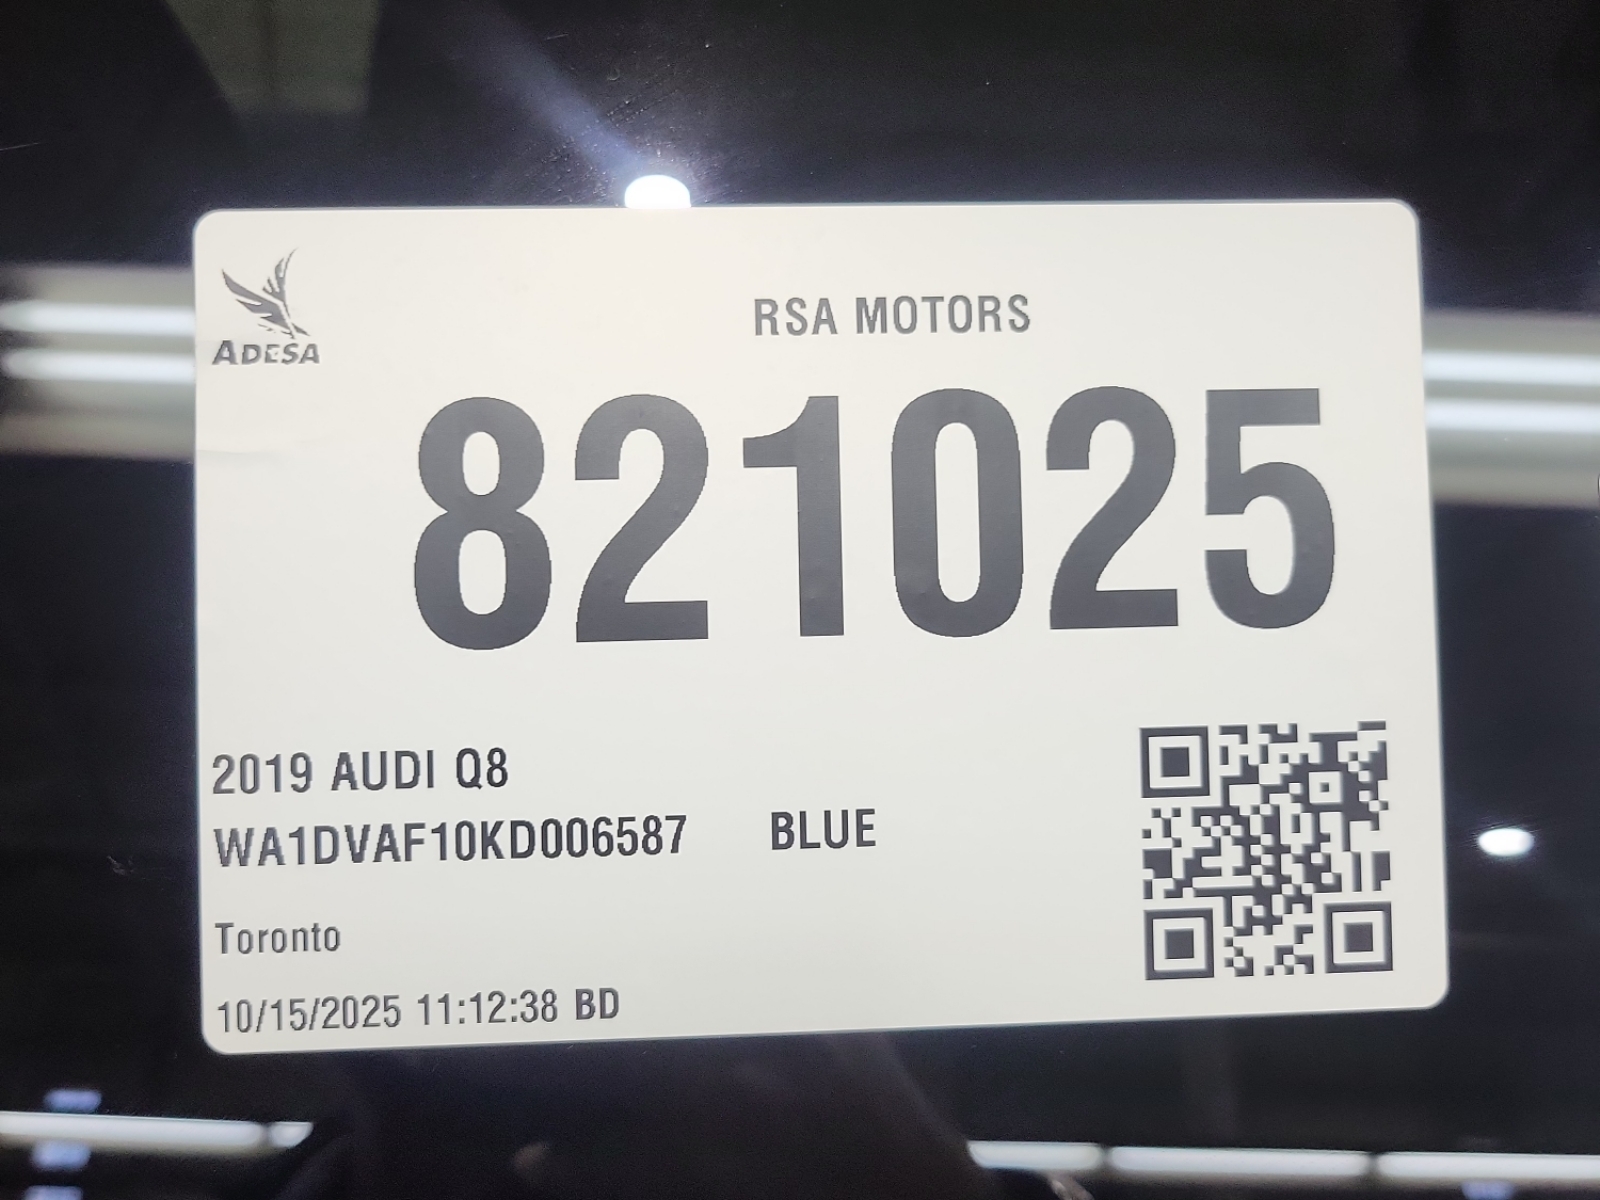 ADESA
RSA MOTORS
821025
2019 AUDI Q8
WA1DVAF10KD006587 BLUE
Toronto
10/15/2025 11:12:38 BD